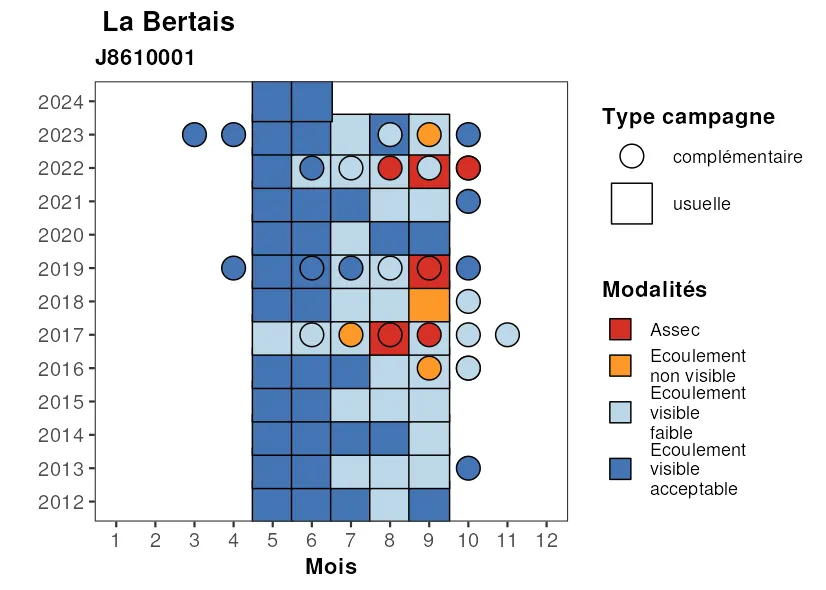 La Bertais
J8610001
2024
2023
2022
2021
2020
2019
2018
2017
2016
2015
2014
2013
2012
1 2 3 4 5 6 7 8 9 10 11 12
Mois
Type campagne
complémentaire
usuelle
Modalités
Assec
Ecoulement
non visible
Ecoulement
visible
faible
Ecoulement
visible
acceptable